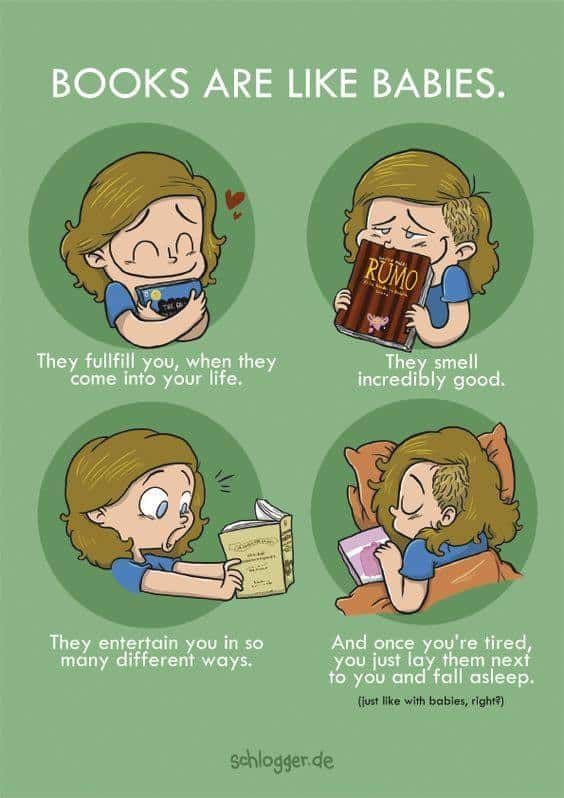 BOOKS ARE LIKE BABIES.
They fullfill you, when they
come into your life.
RUMO
They smell
incredibly good.
They entertain you in so
many different ways.
And once you're tired,
you just lay them next
to you and fall asleep.
(just like with babies, right?)
schlogger.de